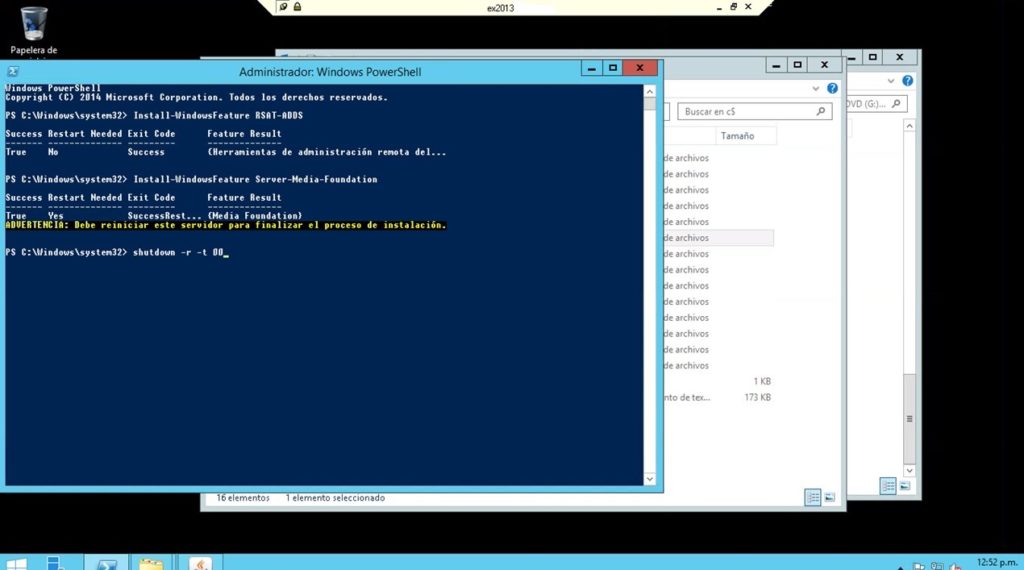 ex2013
Papelera de
Administrador: Windows PowerShell
Windows PowerShell
Copyright (C) 2014 Microsoft Corporation. Todos los derechos reservados.
PS C:\Windows\system32> Install-WindowsFeature RSAT-ADDS
Success Restart Needed Exit Code Feature Result
True No Success {Herramientas de administración remota del...
PS C:\Windows\system32> Install-WindowsFeature Server-Media-Foundation
Success Restart Needed Exit Code Feature Result
True Yes SuccessRest... {Media Foundation}
ADVERTENCIA: Debe reiniciar este servidor para finalizar el proceso de instalación.
PS C:\Windows\system32> shutdown -r -t 00_
Buscar en c$
DVD (G:)...
Tamaño
de archivos
de archivos
de archivos
de archivos
de archivos
de archivos
de archivos
de archivos
de archivos
de archivos
de archivos
de archivos
de archivos
de archivos
1 KB
nto de tex... 173 KB
16 elementos 1 elemento seleccionado
12:52 p.m.